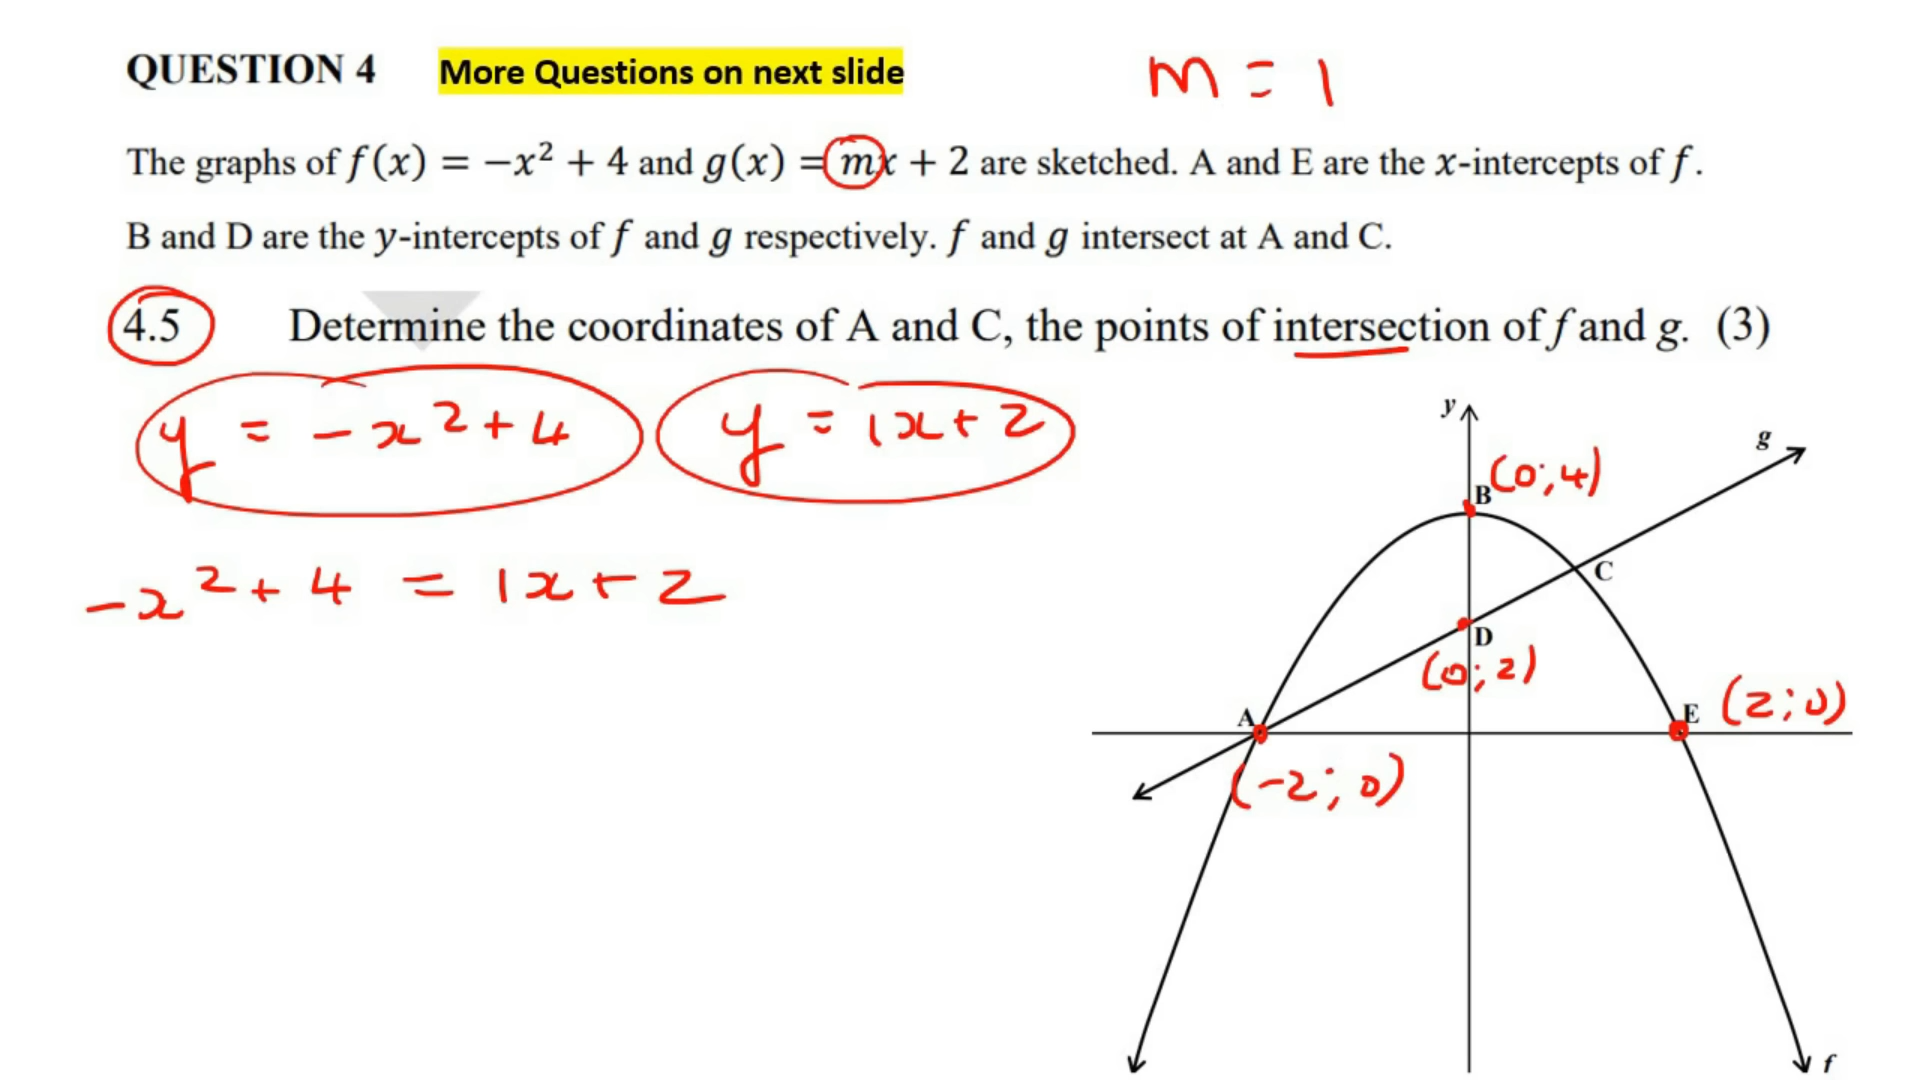 QUESTION 4 More Questions on next slide m = 1
The graphs of f(x) = −x² + 4 and g(x) = mx + 2 are sketched. A and E are the x-intercepts of f.
B and D are the y-intercepts of f and g respectively. f and g intersect at A and C.
4.5 Determine the coordinates of A and C, the points of intersection of f and g. (3)
y = -x² + 4 y = 1x + 2
-x² + 4 = 1x + 2
y
g
B (0;4)
C
D
(0;2)
A
E (2;0)
(-2;0)
f